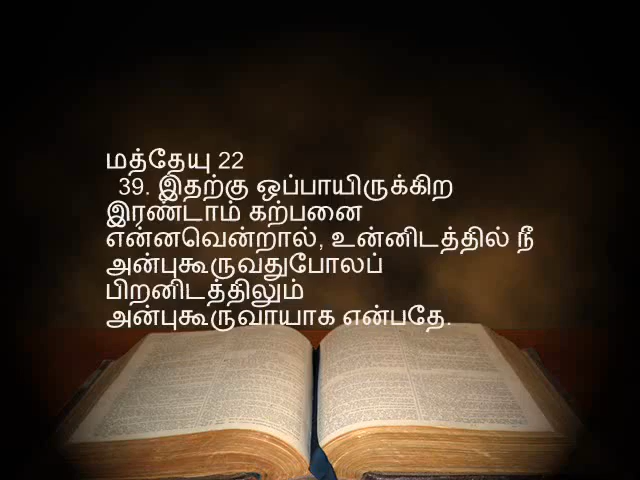 மத்தேயு 22
39. இதற்கு ஒப்பாயிருக்கிற
இரண்டாம் கற்பனை
என்னவென்றால், உன்னிடத்தில் நீ
அன்புகூருவதுபோலப்
பிறனிடத்திலும்
அன்புகூருவாயாக என்பதே.